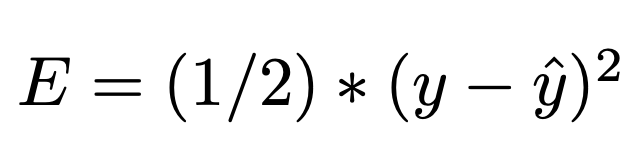 E = (1/2) * (y − ŷ)²